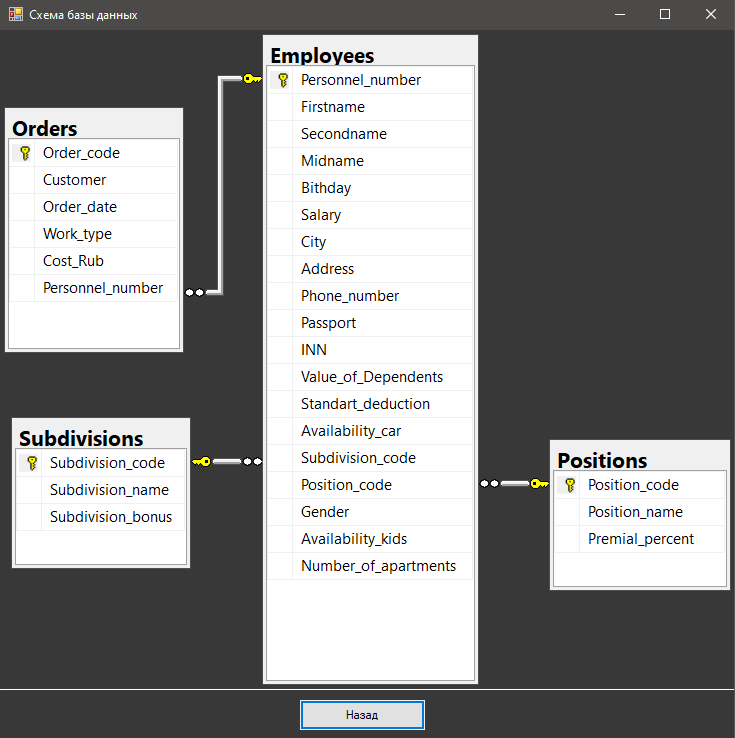 Схема базы данных
Orders
Order_code
Customer
Order_date
Work_type
Cost_Rub
Personnel_number
Subdivisions
Subdivision_code
Subdivision_name
Subdivision_bonus
Employees
Personnel_number
Firstname
Secondname
Midname
Bithday
Salary
City
Address
Phone_number
Passport
INN
Value_of_Dependents
Standart_deduction
Availability_car
Subdivision_code
Position_code
Gender
Availability_kids
Number_of_apartments
Positions
Position_code
Position_name
Premial_percent
Назад